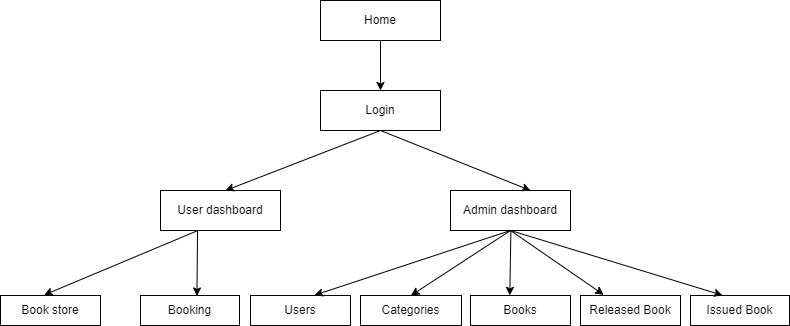 Home
Login
User dashboard
Admin dashboard
Book store
Booking
Users
Categories
Books
Released Book
Issued Book